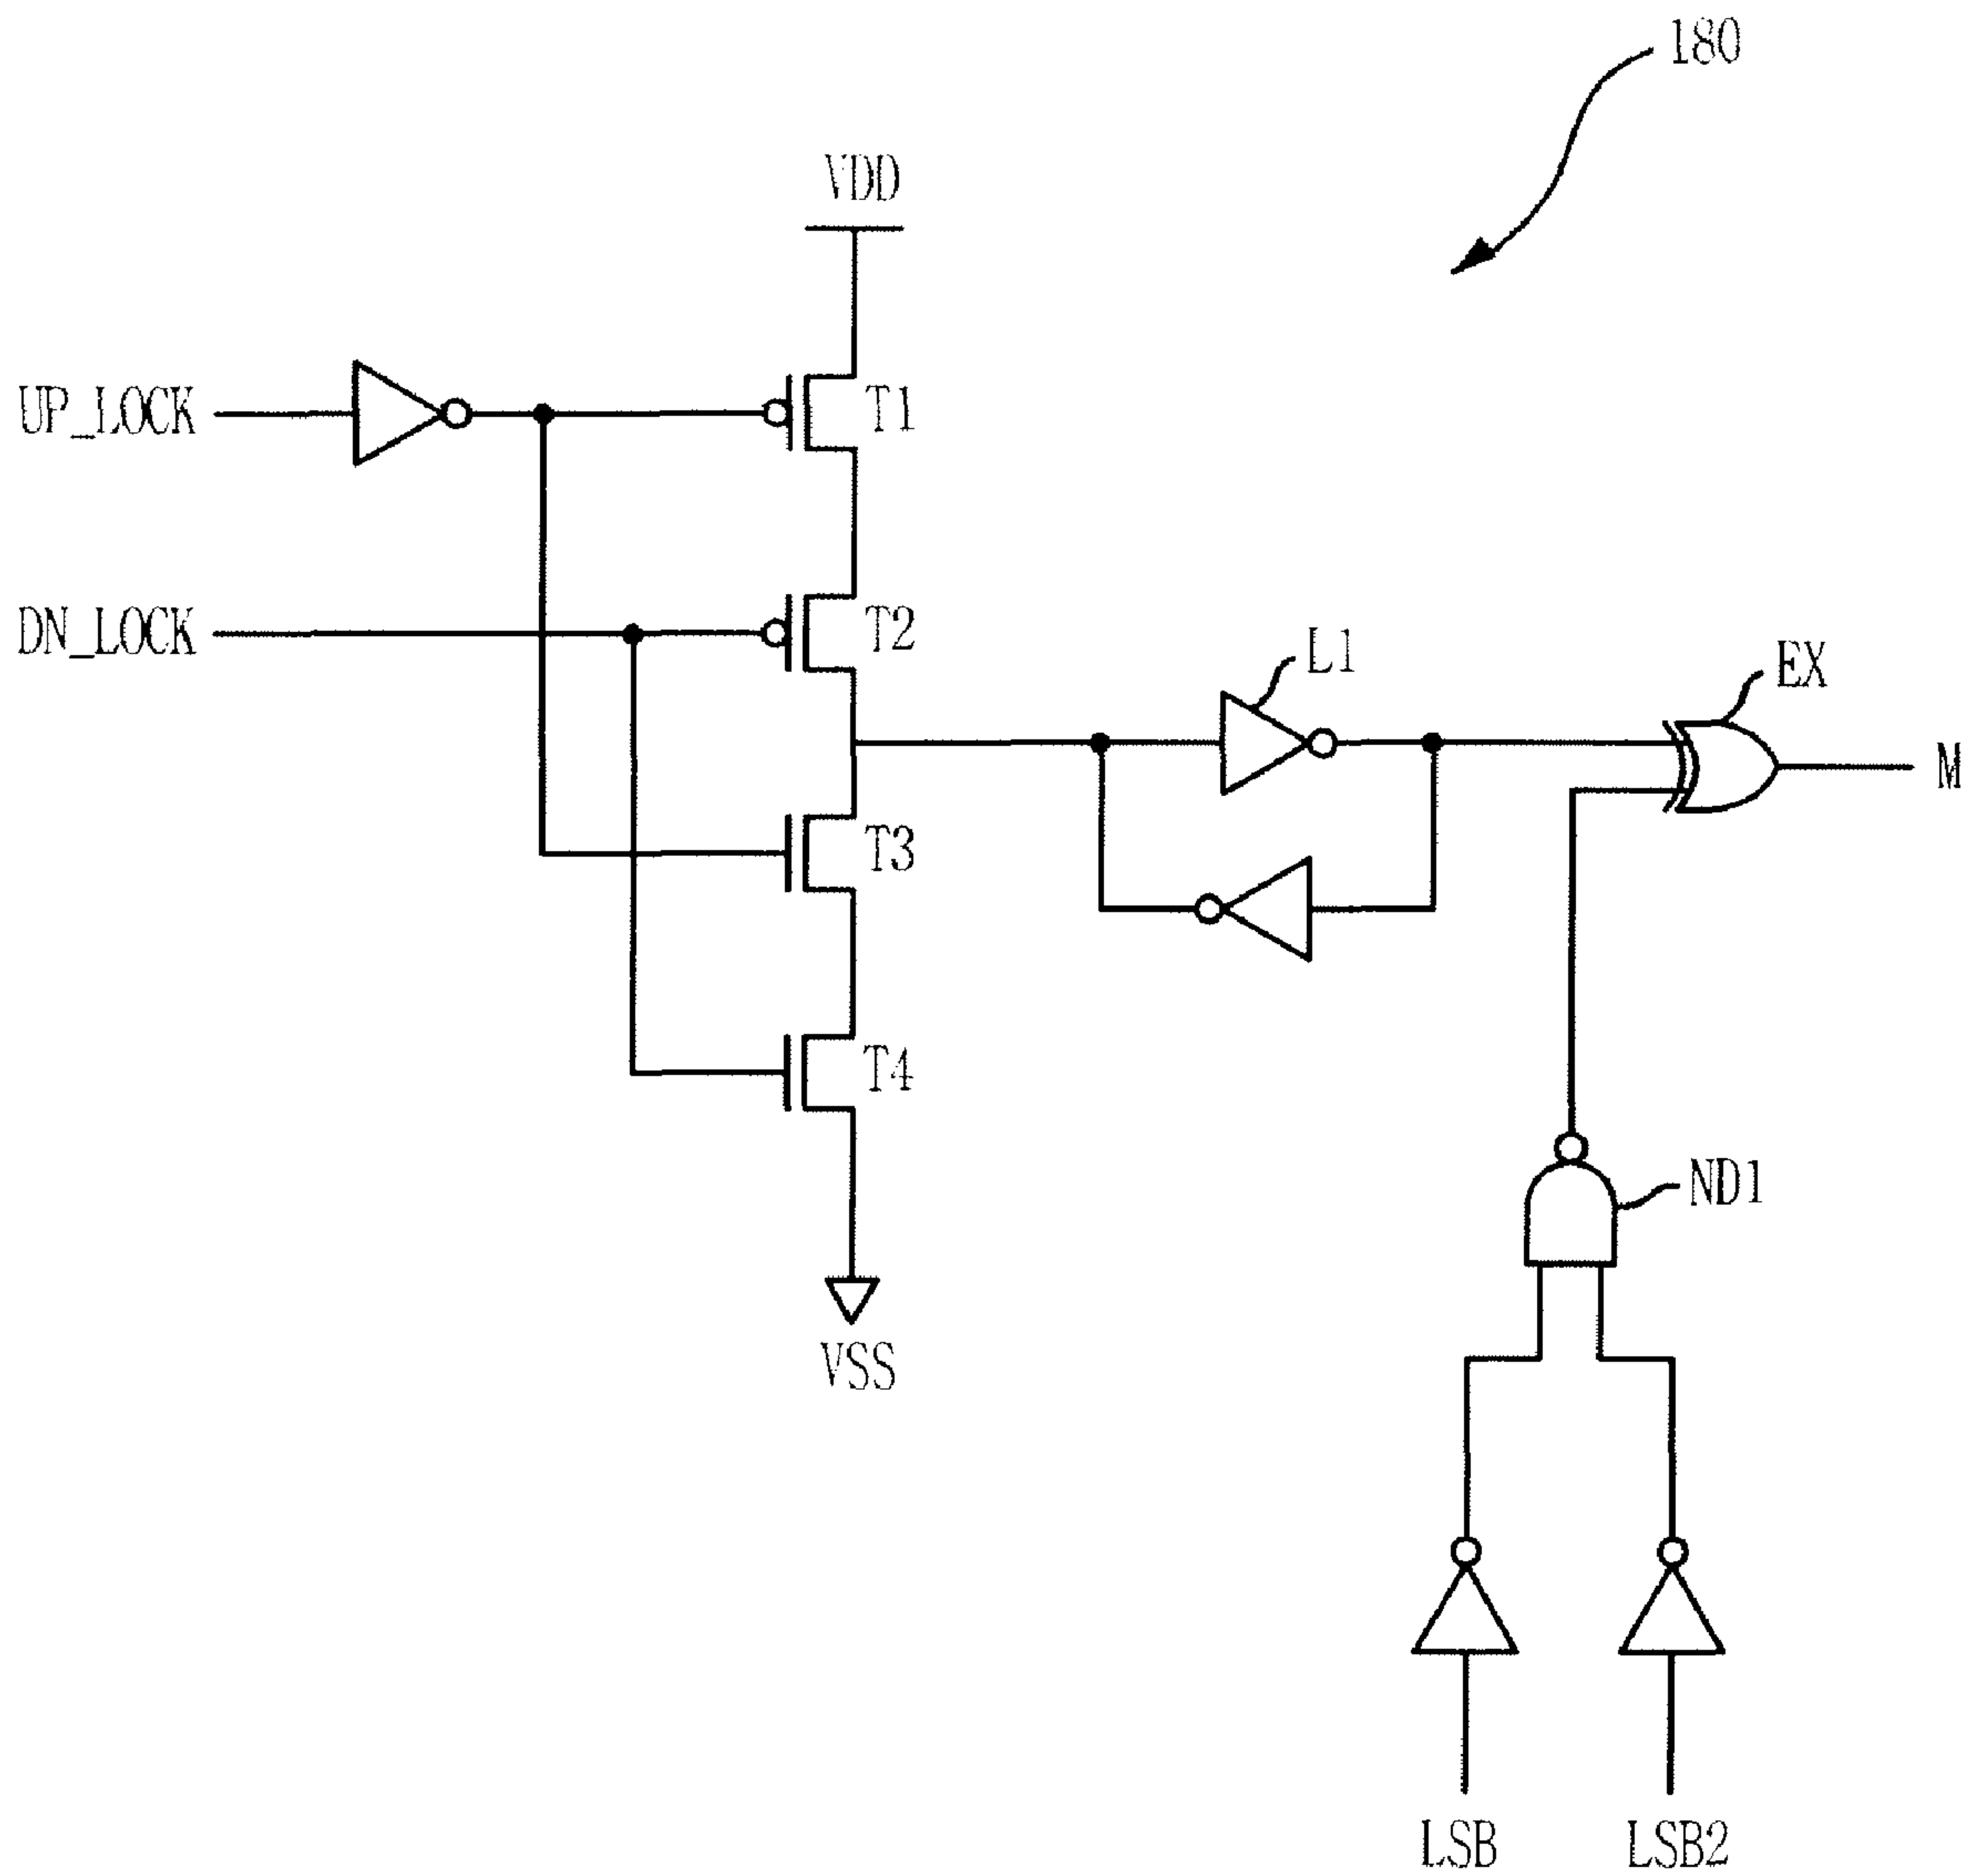 180
VDD
UP_LOCK
T1
DN_LOCK
T2
L1
EX
M
T3
T4
ND1
VSS
LSB
LSB2